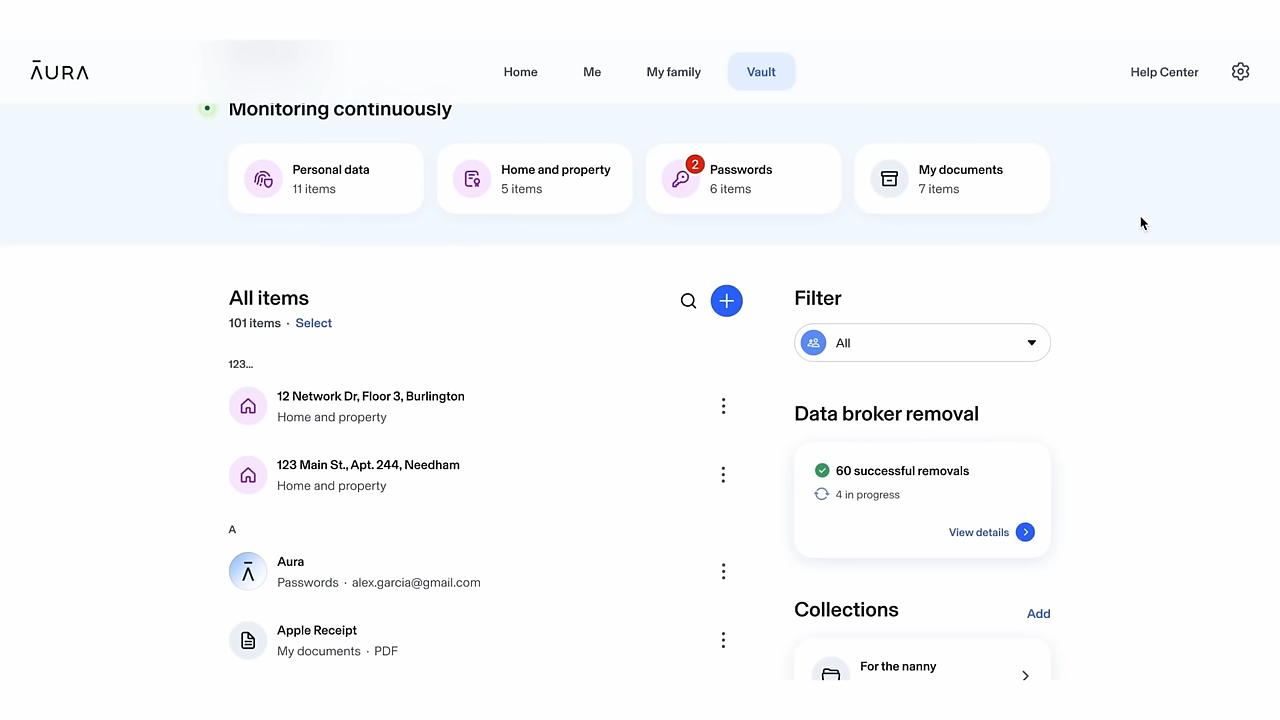 ĀURA
Home
Me
My family
Vault
Help Center
Monitoring continuously
Personal data
11 items
Home and property
5 items
2
Passwords
6 items
My documents
7 items
All items
101 items · Select
123...
12 Network Dr, Floor 3, Burlington
Home and property
123 Main St., Apt. 244, Needham
Home and property
A
Ā
Aura
Passwords · alex.garcia@gmail.com
Apple Receipt
My documents · PDF
Filter
All
Data broker removal
60 successful removals
4 in progress
View details
Collections
Add
For the nanny